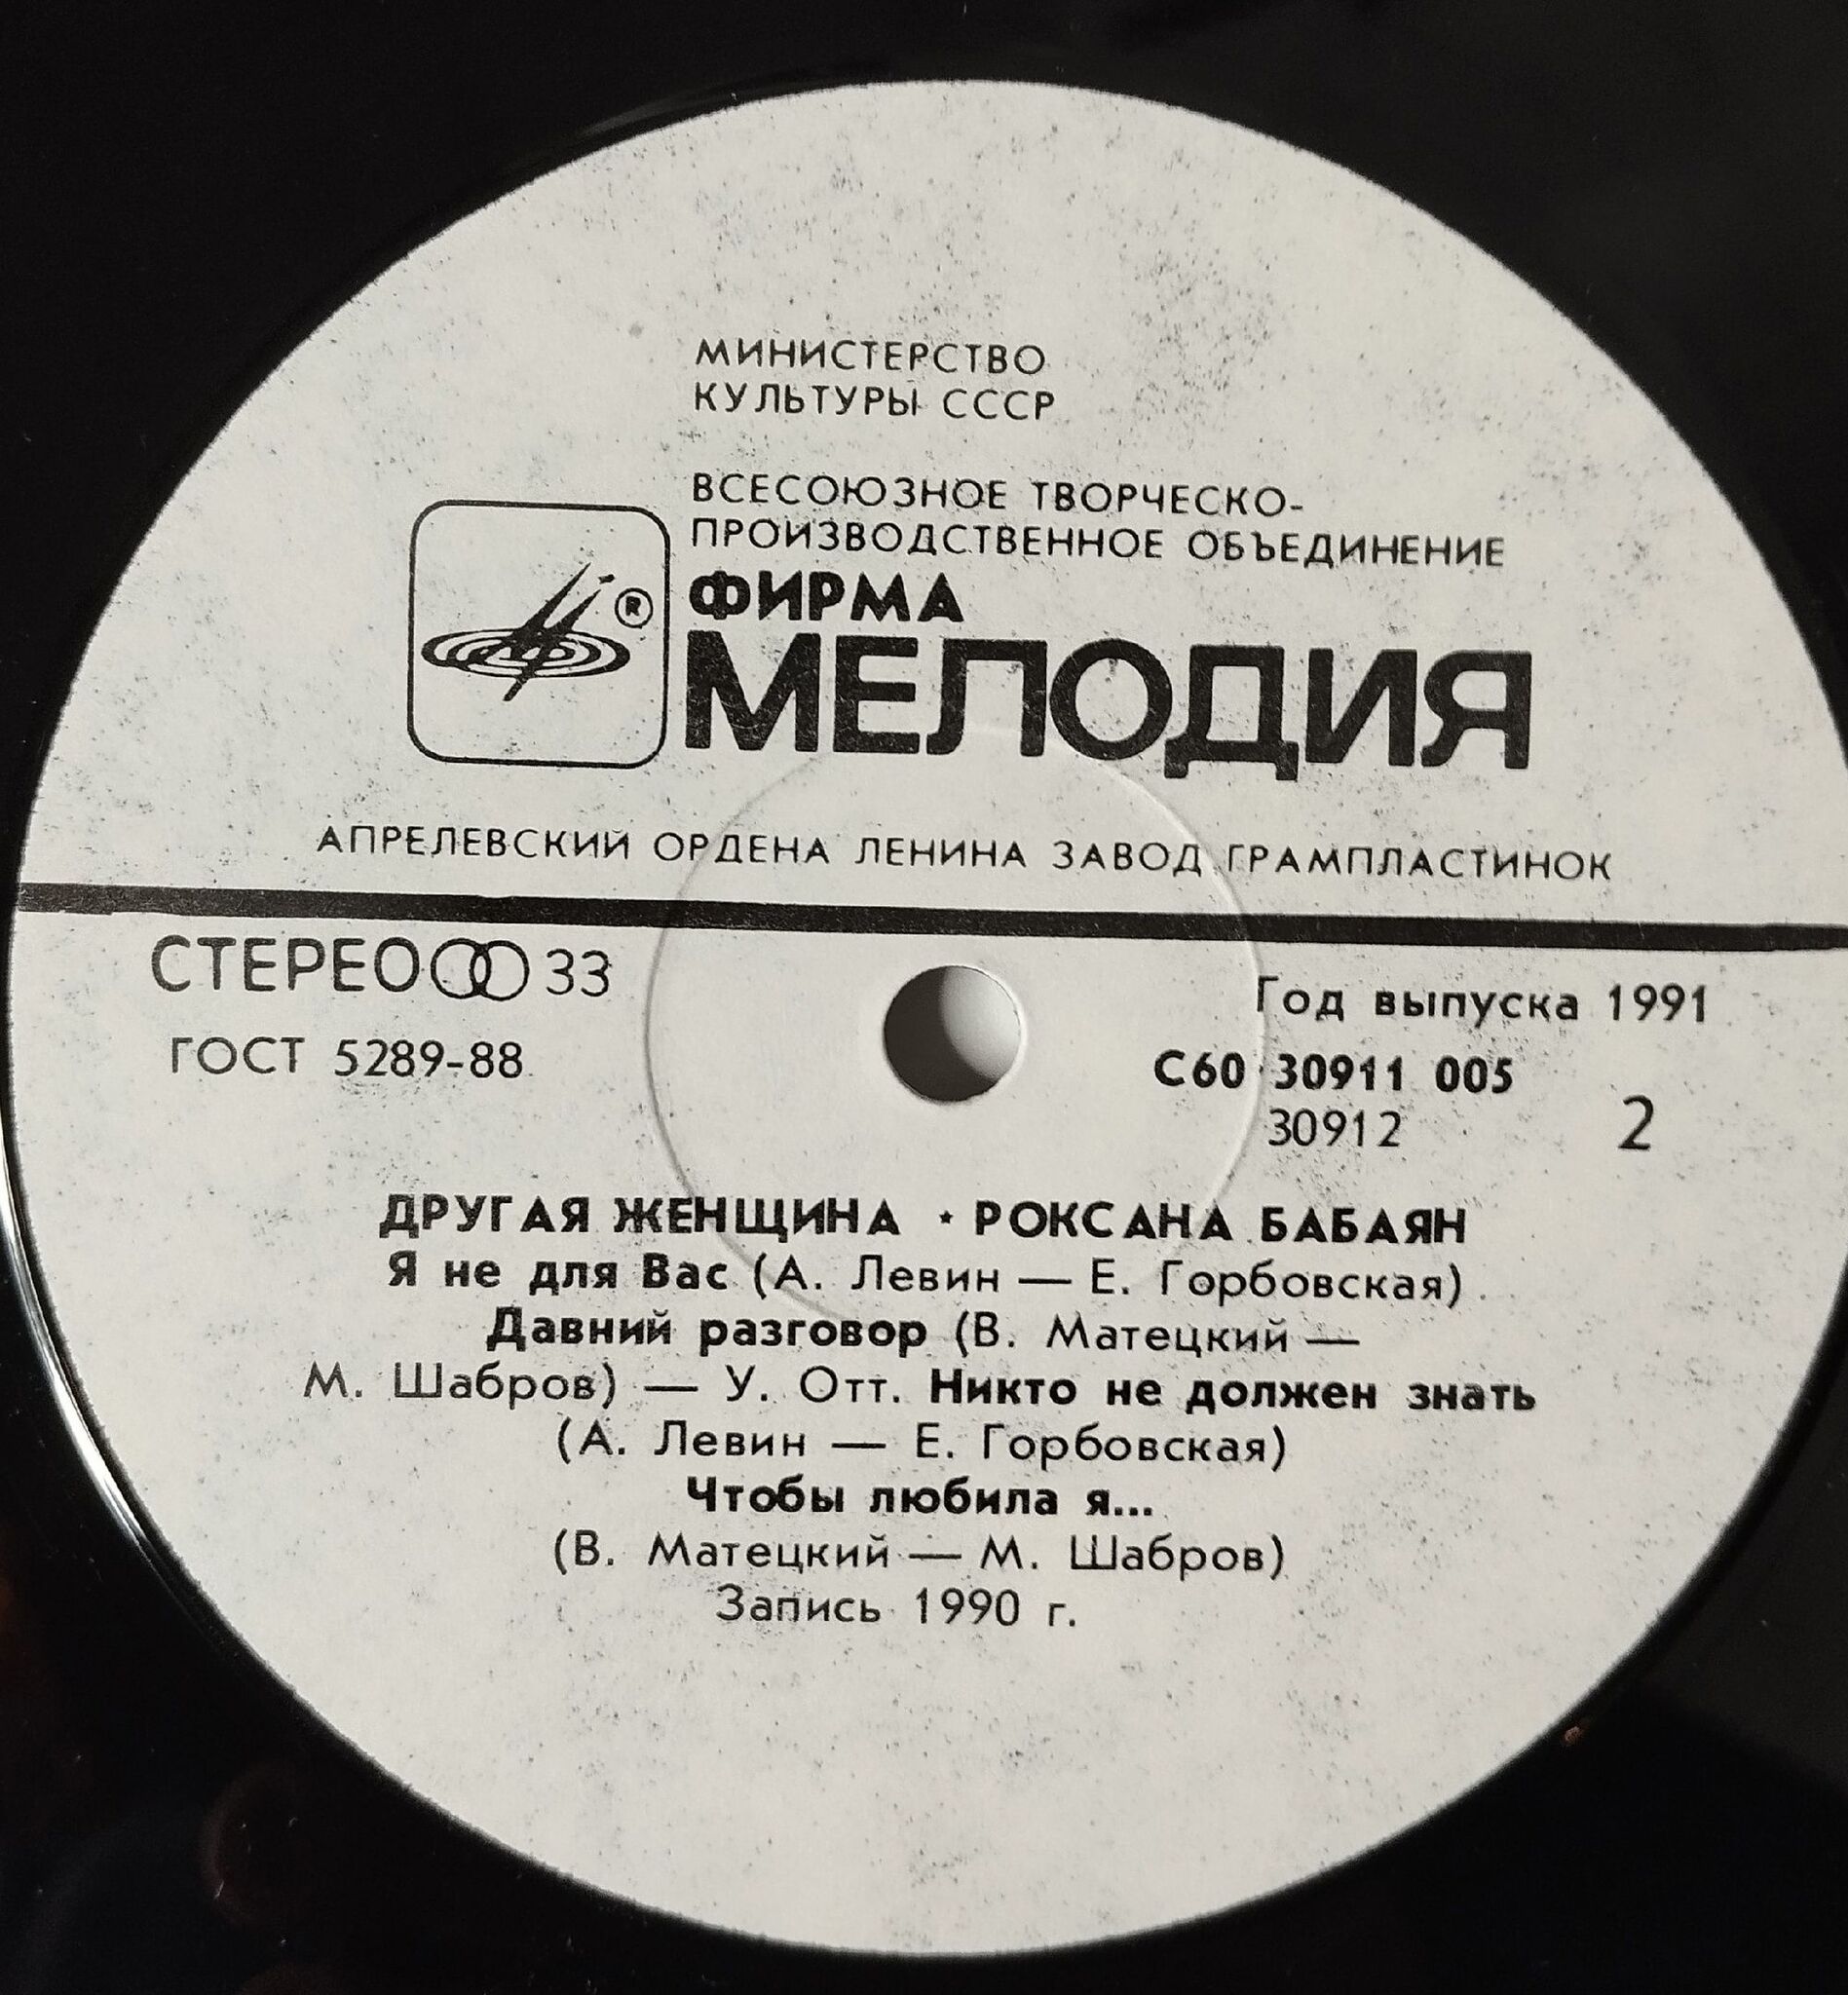 МИНИСТЕРСТВО
КУЛЬТУРЫ СССР
ВСЕСОЮЗНОЕ ТВОРЧЕСКО-
ПРОИЗВОДСТВЕННОЕ ОБЪЕДИНЕНИЕ
®
ФИРМА
МЕЛОДИЯ
АПРЕЛЕВСКИЙ ОРДЕНА ЛЕНИНА ЗАВОД ГРАМПЛАСТИНОК
СТЕРЕО 33
ГОСТ 5289-88
Год выпуска 1991
С60 30911 005
30912
2
ДРУГАЯ ЖЕНЩИНА ⋆ РОКСАНА БАБАЯН
Я не для Вас (А. Левин — Е. Горбовская)
Давний разговор (В. Матецкий —
М. Шабров) — У. Отт. Никто не должен знать
(А. Левин — Е. Горбовская)
Чтобы любила я...
(В. Матецкий — М. Шабров)
Запись 1990 г.